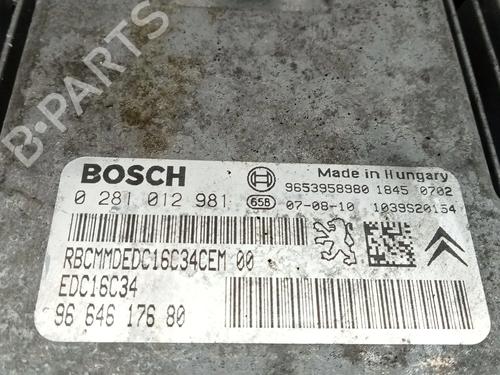 B-PARTS
BOSCH
Made in Hungary
9653958980 1845 0702
0 281 012 981
65B
07-08-10 1039S20154
RBCMMDEDC16C34CEM 00
EDC16C34
96 646 176 80